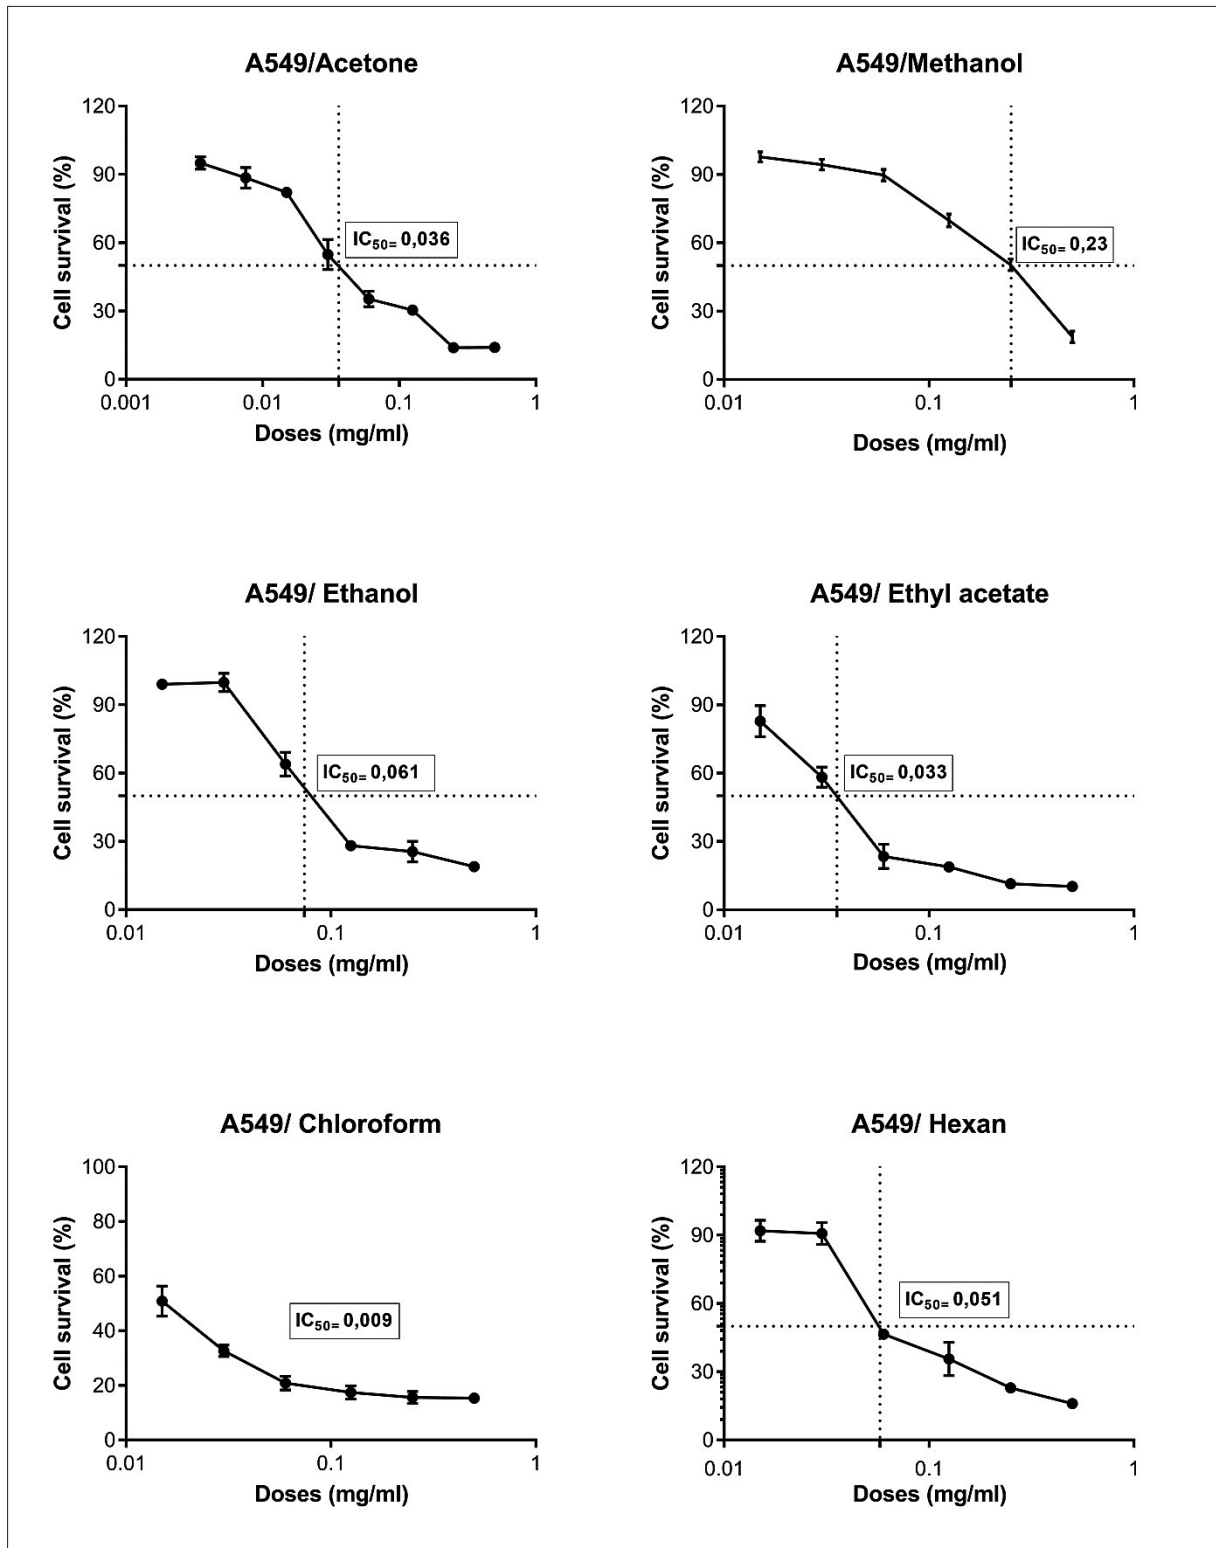 A549/Acetone
Cell survival (%)
120
90
60
30
0
IC50= 0,036
0.001 0.01 0.1 1
Doses (mg/ml)
A549/Methanol
Cell survival (%)
120
90
60
30
0
IC50= 0,23
0.01 0.1 1
Doses (mg/ml)
A549/ Ethanol
Cell survival (%)
120
90
60
30
0
IC50= 0,061
0.01 0.1 1
Doses (mg/ml)
A549/ Ethyl acetate
Cell survival (%)
120
90
60
30
0
IC50= 0,033
0.01 0.1 1
Doses (mg/ml)
A549/ Chloroform
Cell survival (%)
100
80
60
40
20
0
IC50= 0,009
0.01 0.1 1
Doses (mg/ml)
A549/ Hexan
Cell survival (%)
120
90
60
30
0
IC50= 0,051
0.01 0.1 1
Doses (mg/ml)